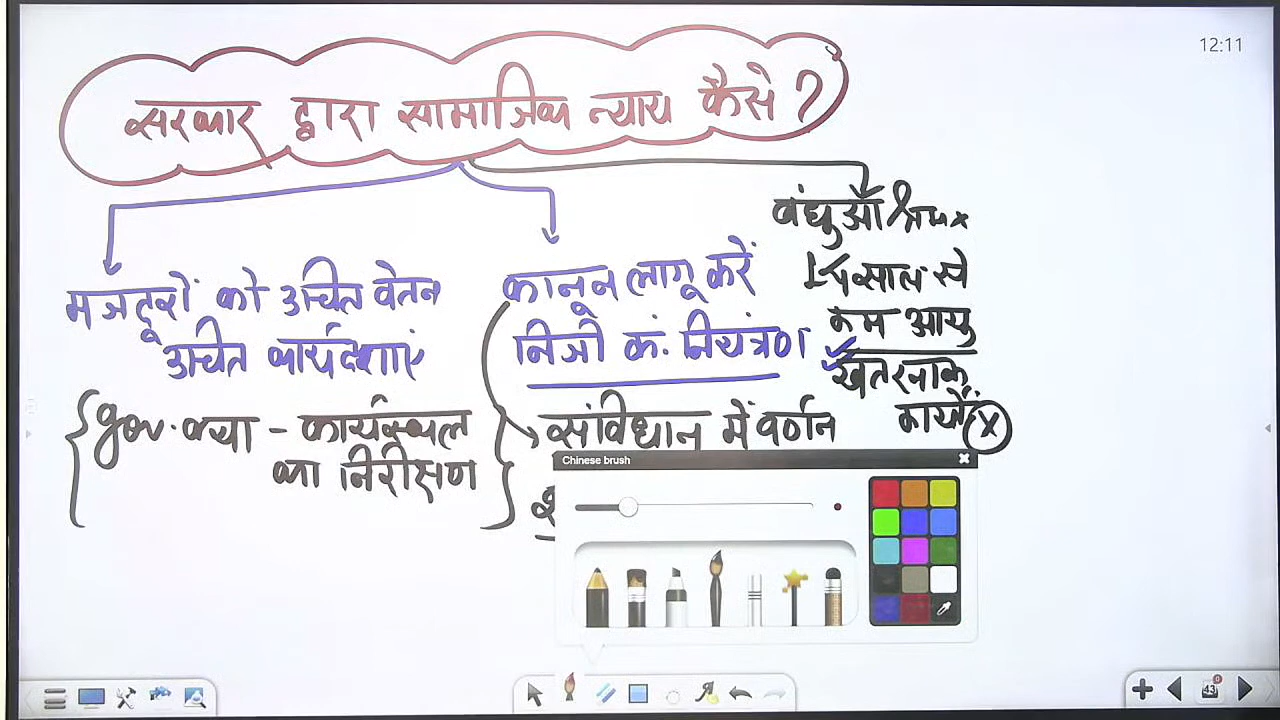 12:11
सरकार द्वारा सामाजिक न्याय कैसे ?
मजदूरों को उचित वेतन
उचित कार्यदशाएं
gov. क्या - कार्यस्थल
का निरीक्षण
कानून लागू करें
निजी कं. नियंत्रण
संविधान में वर्णन
बंधुआ श्रम x
14 साल से
कम आयु
खतरनाक
कार्यों x
Chinese brush
43